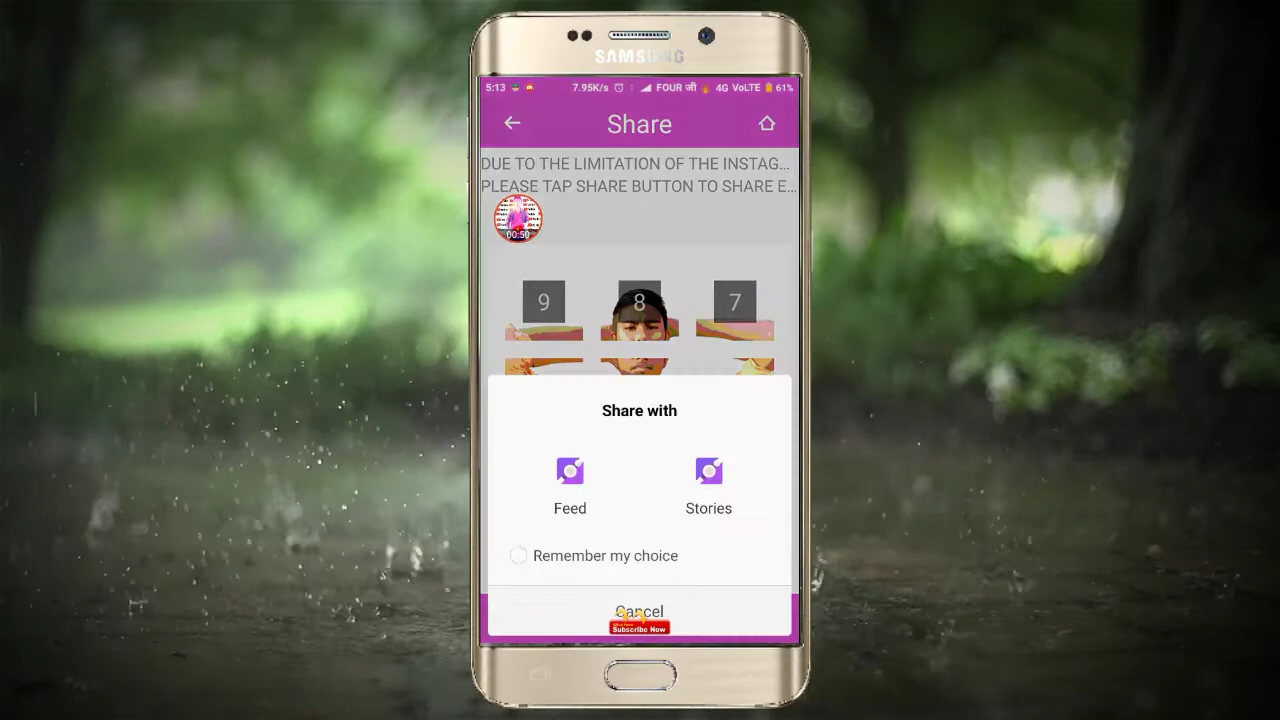 SAMSUNG
5:13 7.95K/s FOUR जी 4G VoLTE 61%
Share
DUE TO THE LIMITATION OF THE INSTAG...
PLEASE TAP SHARE BUTTON TO SHARE E...
00:50
9 8 7
Share with
Feed Stories
Remember my choice
Cancel
Subscribe Now